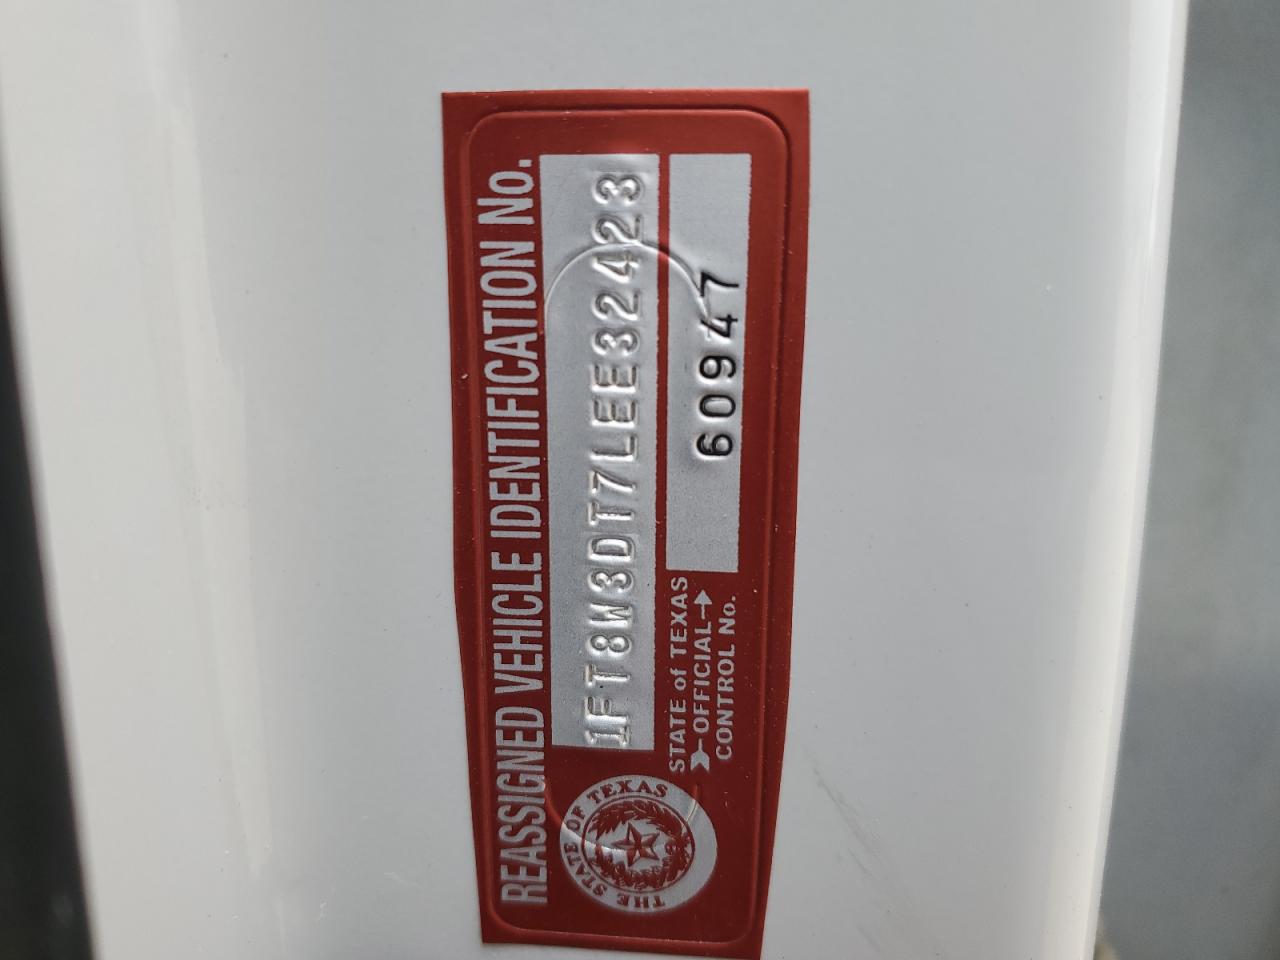 REASSIGNED VEHICLE IDENTIFICATION No.
1FT8W3DT7LEE32423
THE STATE OF TEXAS
STATE of TEXAS
OFFICIAL
CONTROL No.
60947